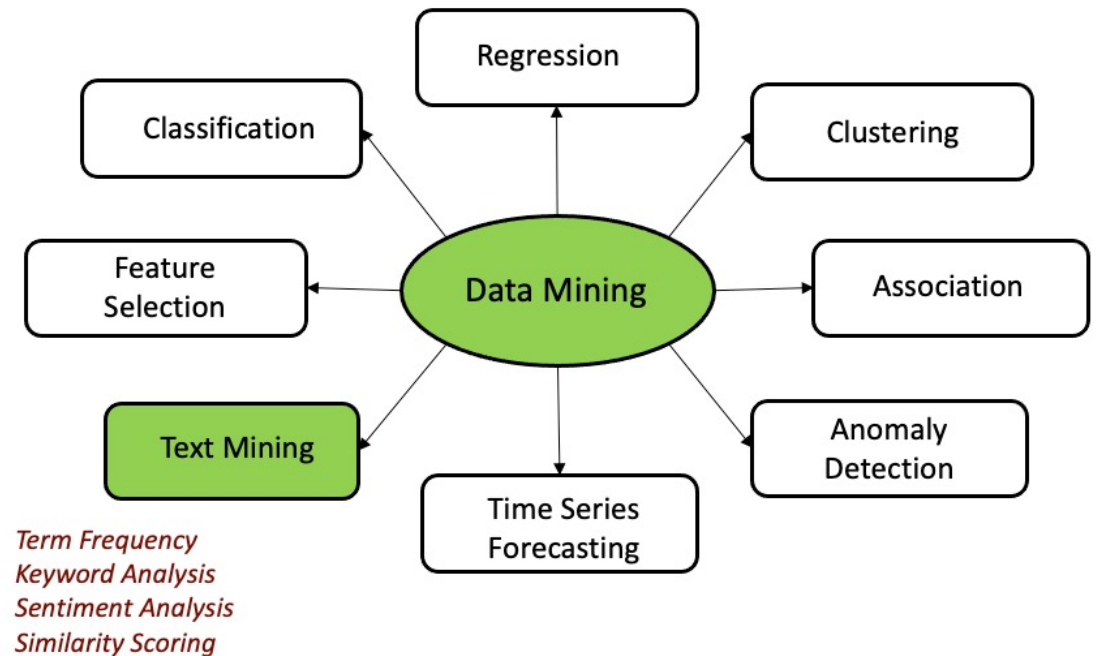 Regression
Classification
Clustering
Feature
Selection
Data Mining
Association
Text Mining
Anomaly
Detection
Time Series
Forecasting
Term Frequency
Keyword Analysis
Sentiment Analysis
Similarity Scoring